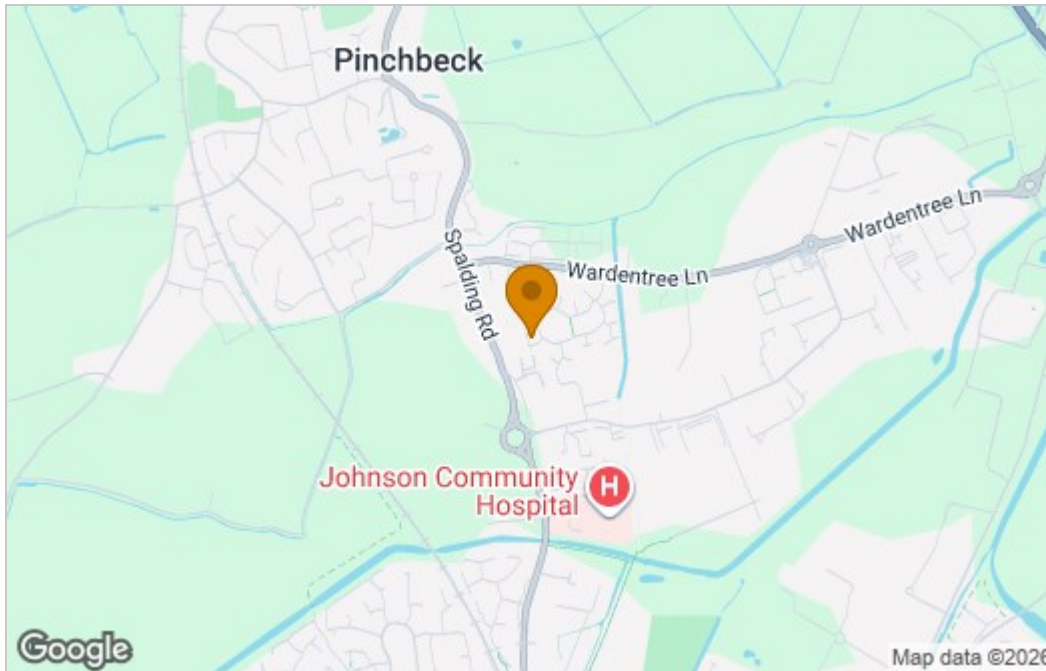 Pinchbeck
Wardentree Ln
Spalding Rd
Wardentree Ln
Johnson Community
Hospital
H
Google
Map data ©2026